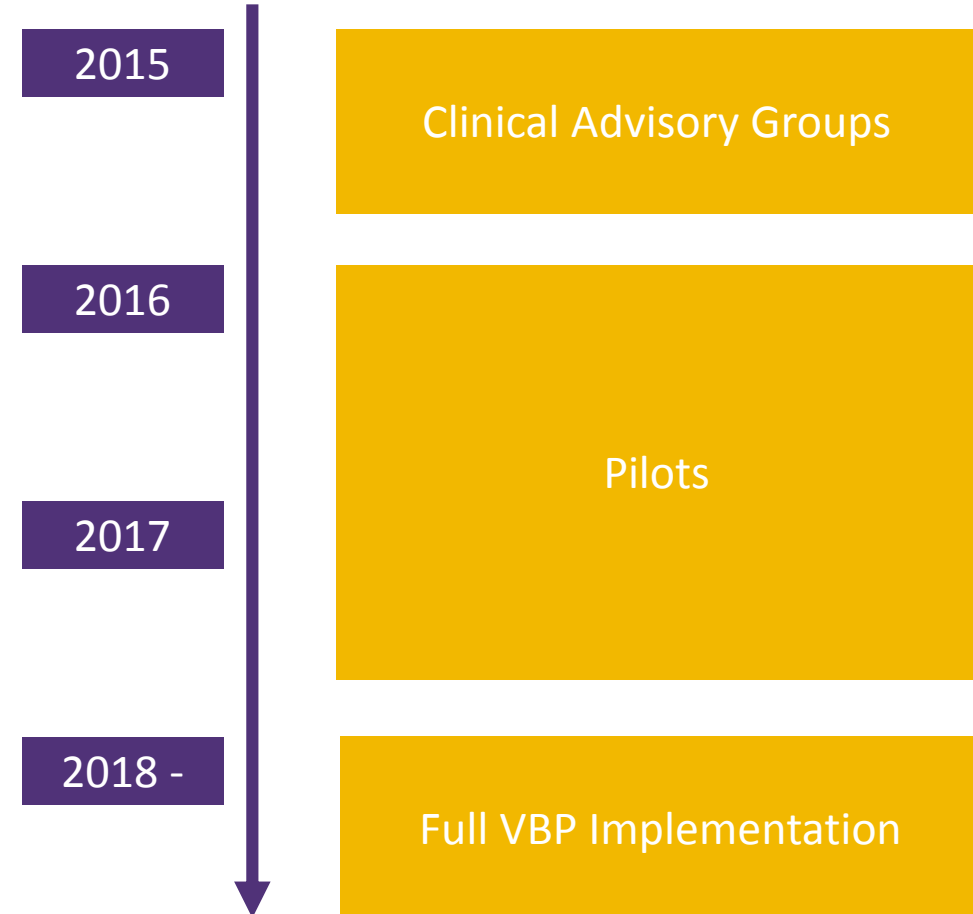 2015
Clinical Advisory Groups
2016
Pilots
2017
2018 -
Full VBP Implementation